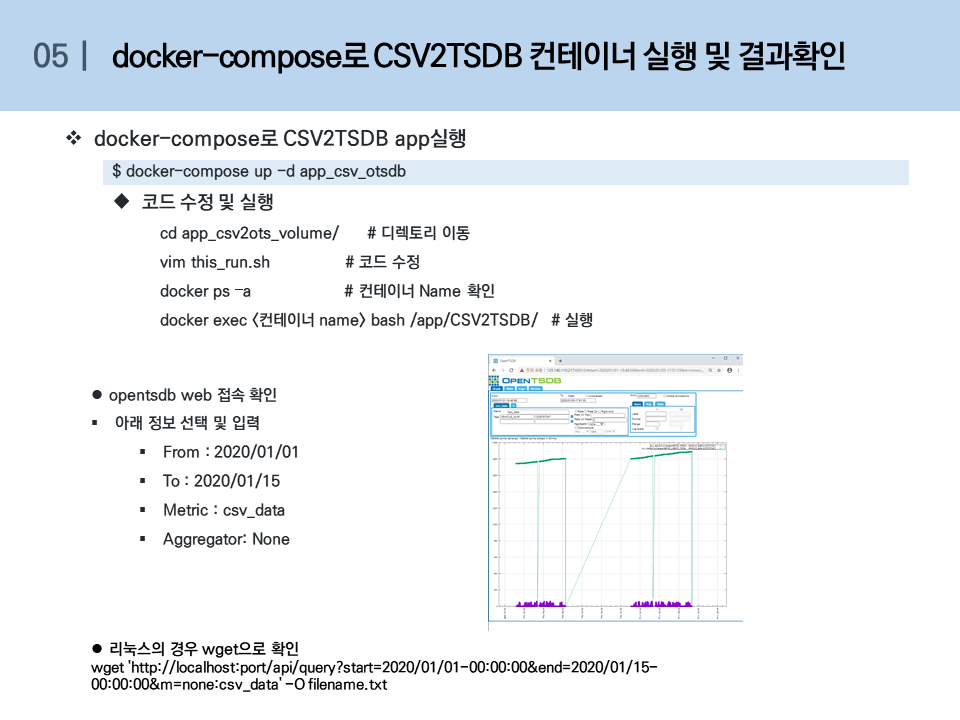 05 | docker-compose로 CSV2TSDB 컨테이너 실행 및 결과확인
❖ docker-compose로 CSV2TSDB app실행
$ docker-compose up -d app_csv_otsdb
◆ 코드 수정 및 실행
cd app_csv2ots_volume/ # 디렉토리 이동
vim this_run.sh # 코드 수정
docker ps –a # 컨테이너 Name 확인
docker exec <컨테이너 name> bash /app/CSV2TSDB/ # 실행
● opentsdb web 접속 확인
▪ 아래 정보 선택 및 입력
▪ From : 2020/01/01
▪ To : 2020/01/15
▪ Metric : csv_data
▪ Aggregator: None
OpenTSDB
OPENTSDB
● 리눅스의 경우 wget으로 확인
wget 'http://localhost:port/api/query?start=2020/01/01-00:00:00&end=2020/01/15-
00:00:00&m=none:csv_data' -O filename.txt